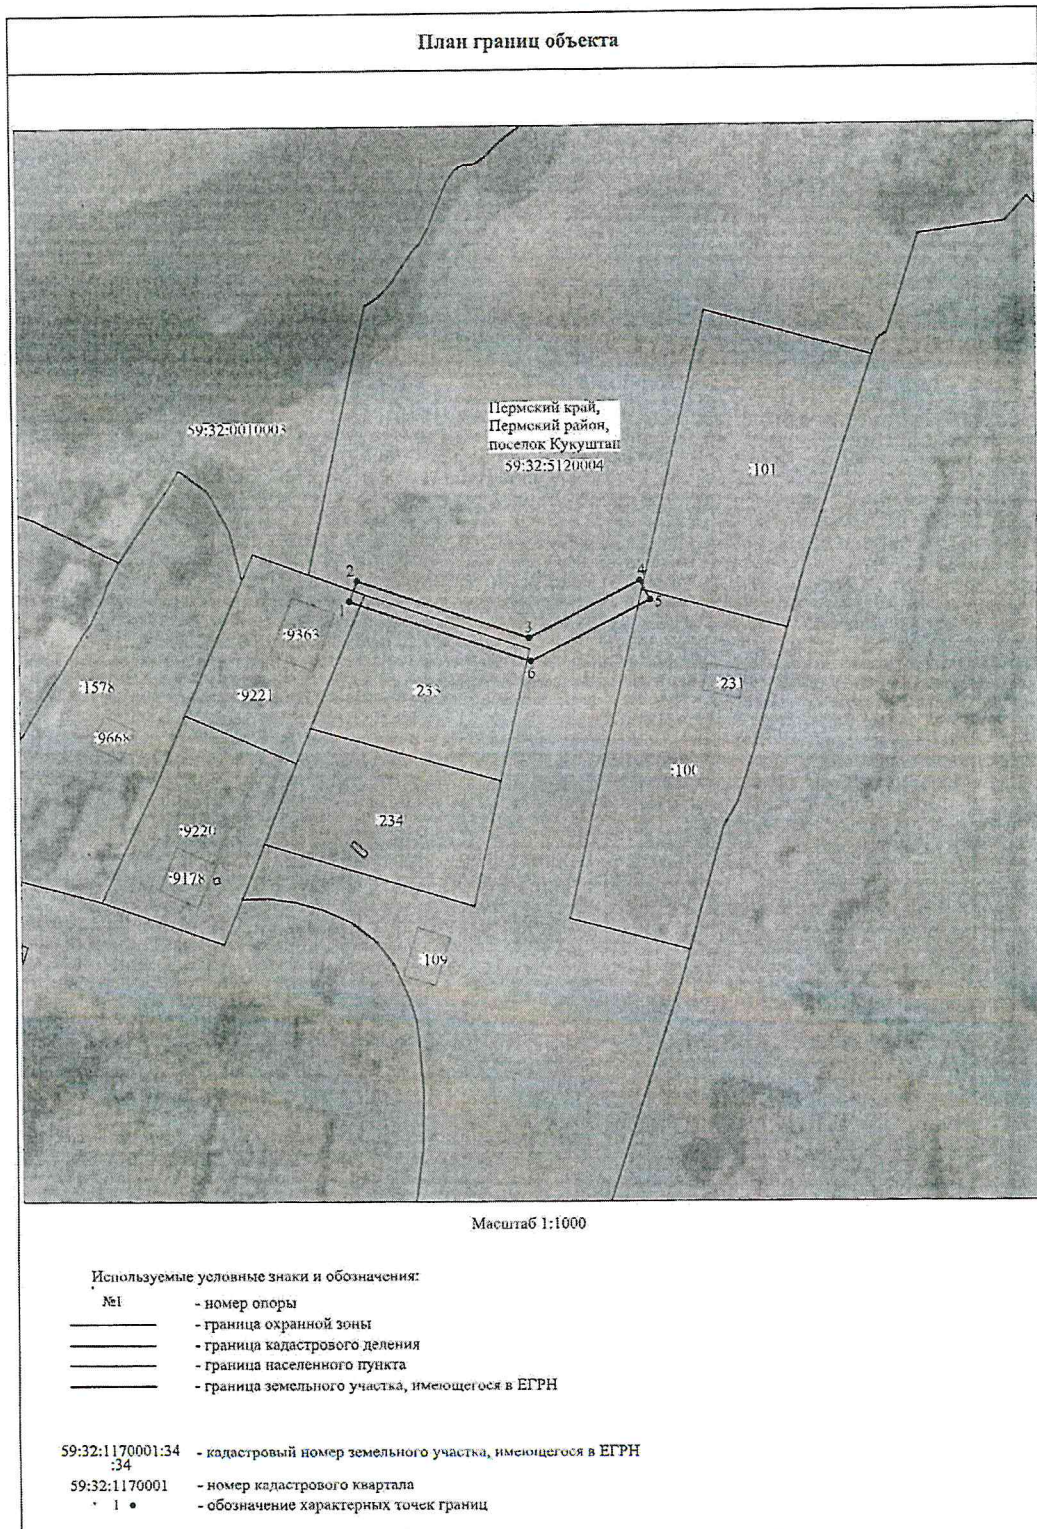 План границ объекта
Пермский край,
Пермский район,
поселок Кукуштан
59:32:5120004
59:32:0010003
:101
2
4
1
5
3
6
:9363
:1578
:9221
:233
:231
:9668
:100
:9220
:234
:9178
:109
Масштаб 1:1000
Используемые условные знаки и обозначения:
№1 - номер опоры
- граница охранной зоны
- граница кадастрового деления
- граница населенного пункта
- граница земельного участка, имеющегося в ЕГРН
59:32:1170001:34 - кадастровый номер земельного участка, имеющегося в ЕГРН
:34
59:32:1170001 - номер кадастрового квартала
1 ● - обозначение характерных точек границ